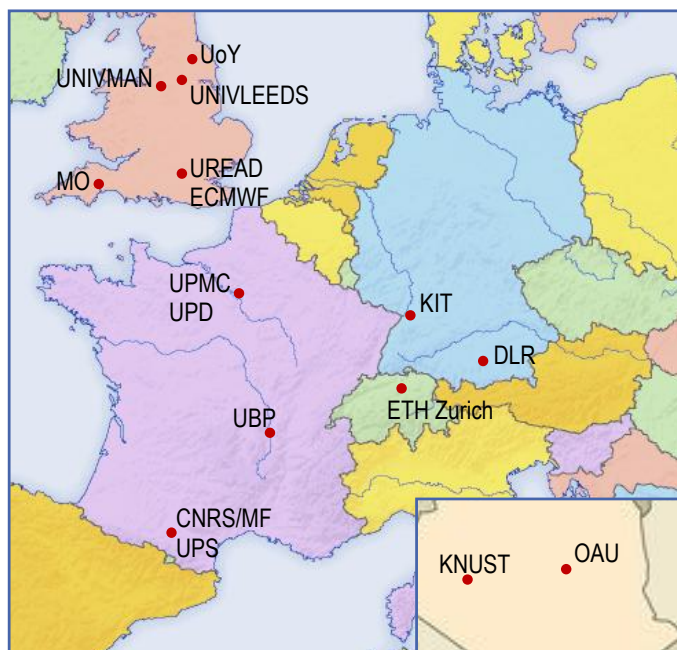 UoY
UNIVMAN
UNIVLEEDS
MO
UREAD
ECMWF
UPMC
UPD
KIT
DLR
ETH Zurich
UBP
CNRS/MF
UPS
KNUST
OAU